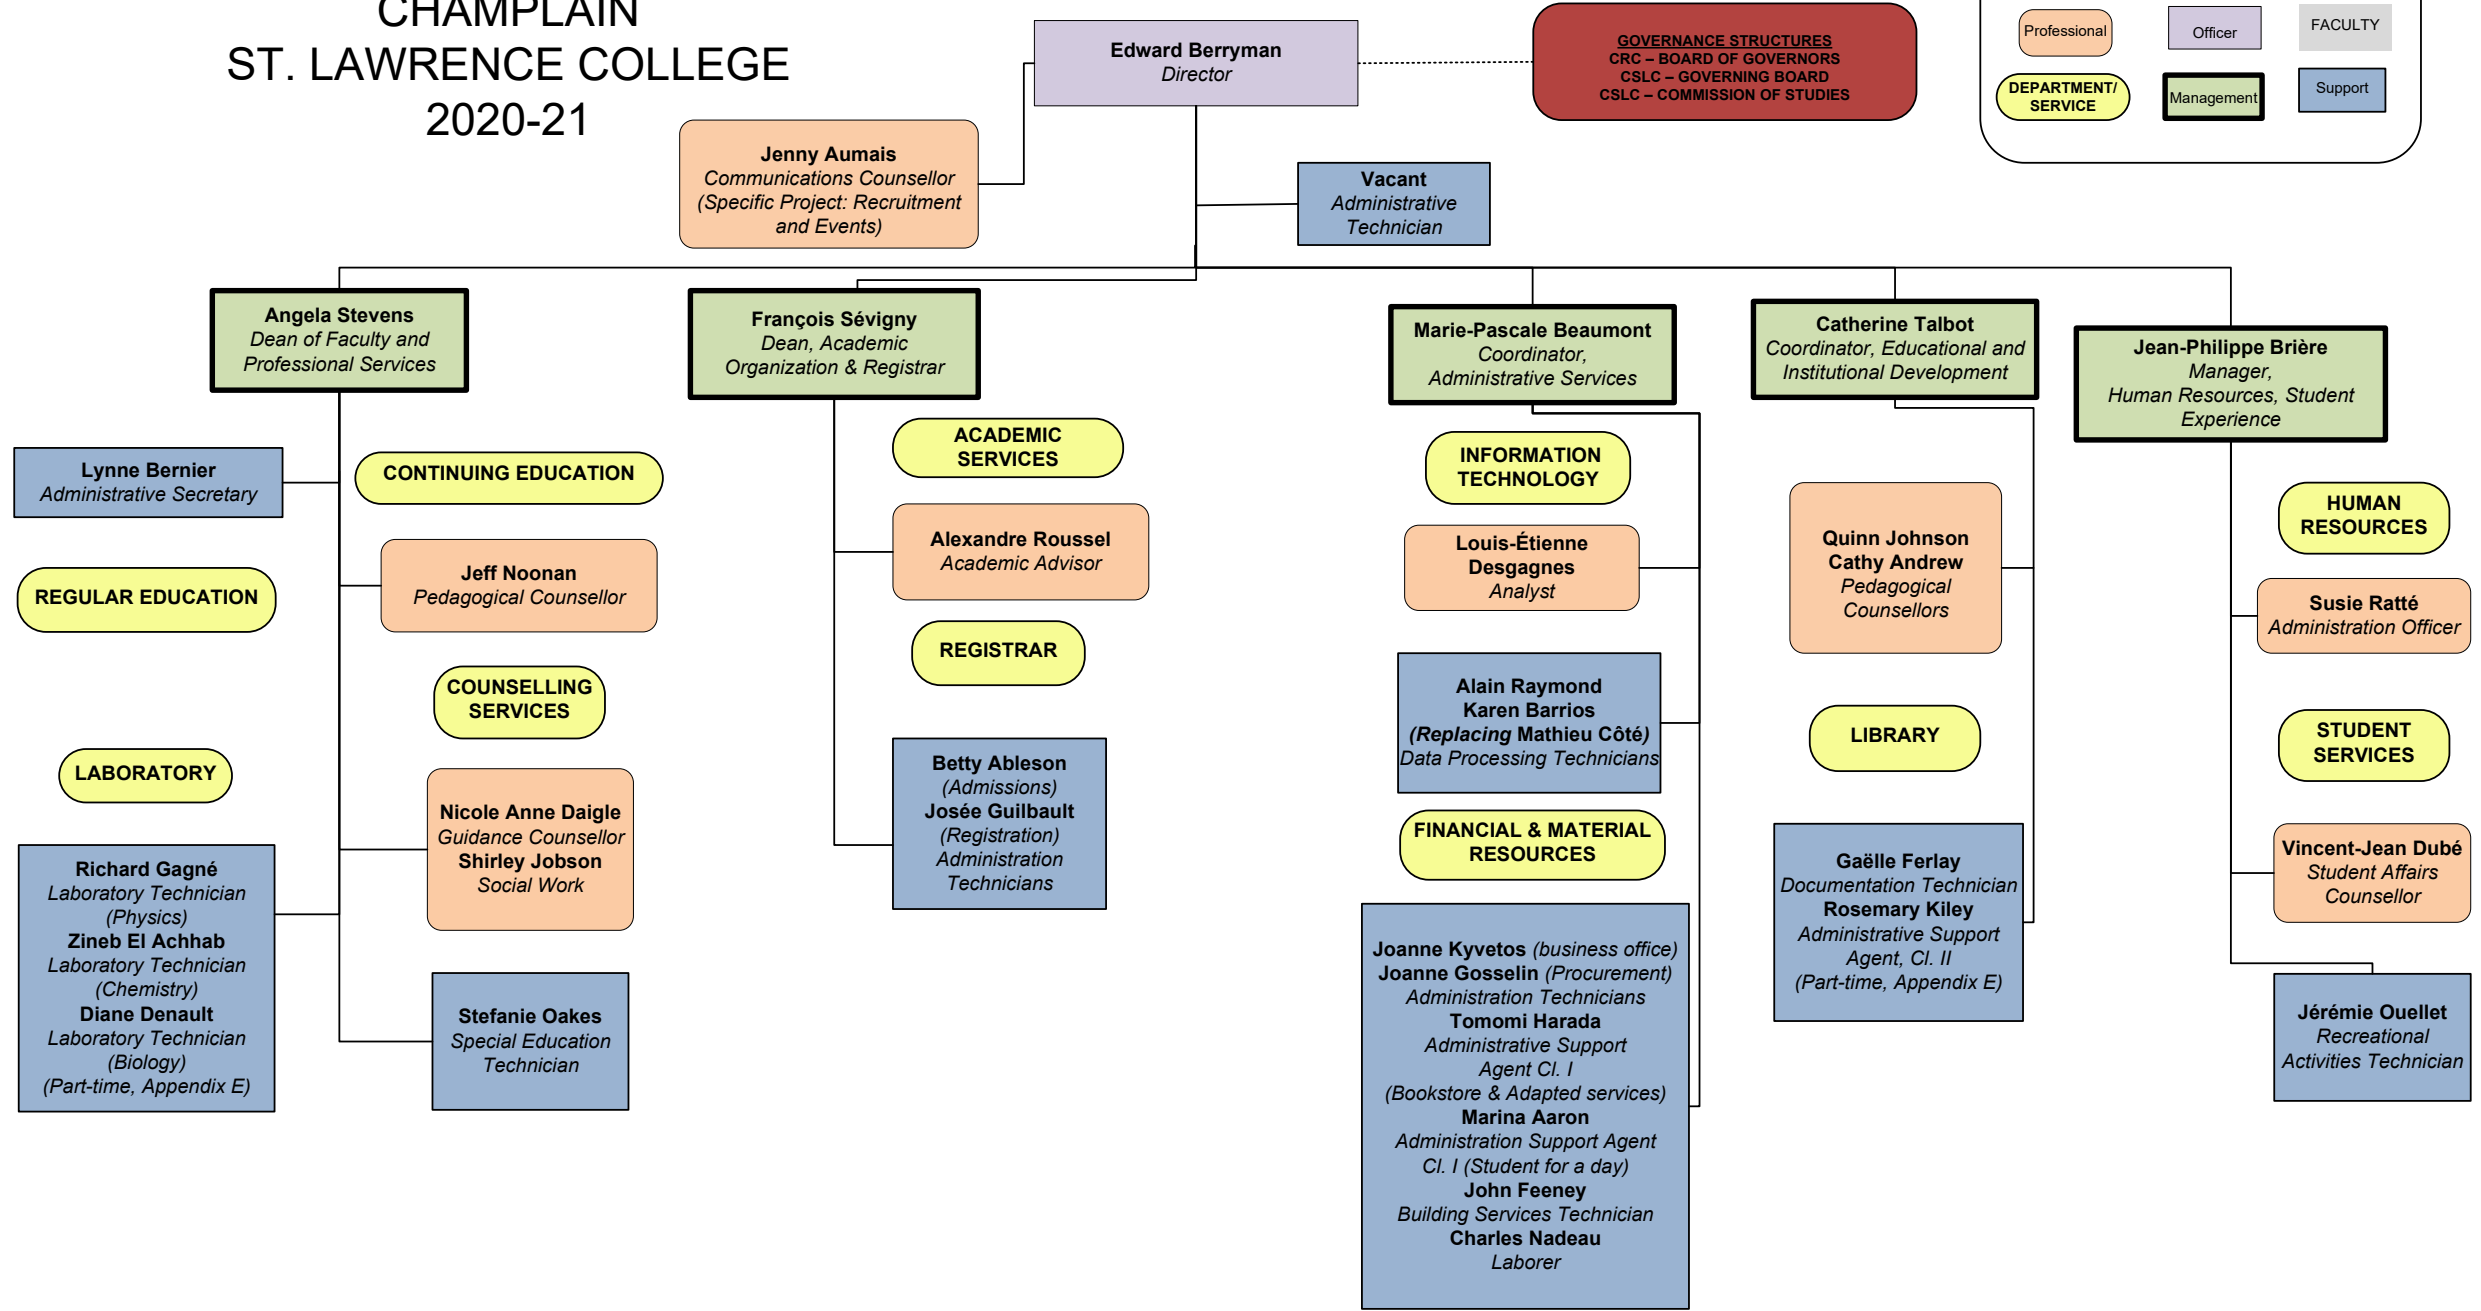 CHAMPLAIN
ST. LAWRENCE COLLEGE
2020-21
Edward Berryman
Director
GOVERNANCE STRUCTURES
CRC – BOARD OF GOVERNORS
CSLC – GOVERNING BOARD
CSLC – COMMISSION OF STUDIES
Professional
Officer
FACULTY
DEPARTMENT/
SERVICE
Management
Support
Jenny Aumais
Communications Counsellor
(Specific Project: Recruitment
and Events)
Vacant
Administrative
Technician
Angela Stevens
Dean of Faculty and
Professional Services
François Sévigny
Dean, Academic
Organization & Registrar
Marie-Pascale Beaumont
Coordinator,
Administrative Services
Catherine Talbot
Coordinator, Educational and
Institutional Development
Jean-Philippe Brière
Manager,
Human Resources, Student
Experience
Lynne Bernier
Administrative Secretary
REGULAR EDUCATION
LABORATORY
Richard Gagné
Laboratory Technician
(Physics)
Zineb El Achhab
Laboratory Technician
(Chemistry)
Diane Denault
Laboratory Technician
(Biology)
(Part-time, Appendix E)
CONTINUING EDUCATION
Jeff Noonan
Pedagogical Counsellor
COUNSELLING
SERVICES
Nicole Anne Daigle
Guidance Counsellor
Shirley Jobson
Social Work
Stefanie Oakes
Special Education
Technician
ACADEMIC
SERVICES
Alexandre Roussel
Academic Advisor
REGISTRAR
Betty Ableson
(Admissions)
Josée Guilbault
(Registration)
Administration
Technicians
INFORMATION
TECHNOLOGY
Louis-Étienne
Desgagnes
Analyst
Alain Raymond
Karen Barrios
(Replacing Mathieu Côté)
Data Processing Technicians
FINANCIAL & MATERIAL
RESOURCES
Joanne Kyvetos (business office)
Joanne Gosselin (Procurement)
Administration Technicians
Tomomi Harada
Administrative Support
Agent Cl. I
(Bookstore & Adapted services)
Marina Aaron
Administration Support Agent
Cl. I (Student for a day)
John Feeney
Building Services Technician
Charles Nadeau
Laborer
Quinn Johnson
Cathy Andrew
Pedagogical
Counsellors
LIBRARY
Gaëlle Ferlay
Documentation Technician
Rosemary Kiley
Administrative Support
Agent, Cl. II
(Part-time, Appendix E)
HUMAN
RESOURCES
Susie Ratté
Administration Officer
STUDENT
SERVICES
Vincent-Jean Dubé
Student Affairs
Counsellor
Jérémie Ouellet
Recreational
Activities Technician